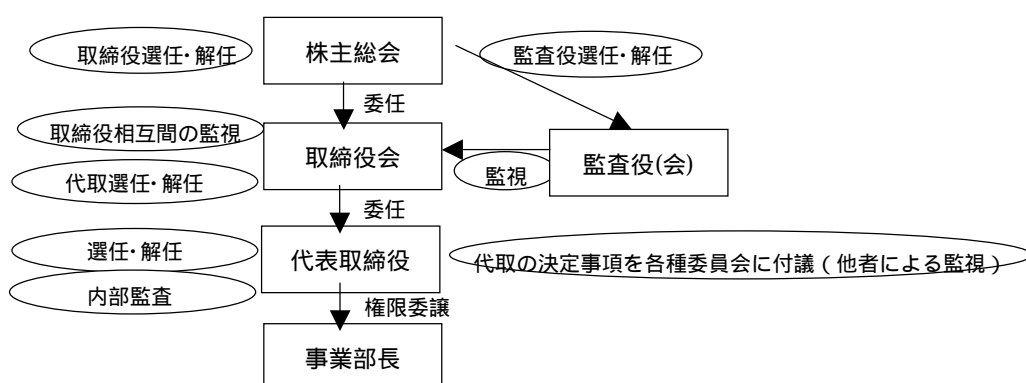 取締役選任・解任
株主総会
監査役選任・解任
委任
取締役相互間の監視
取締役会
監査役(会)
監視
代取選任・解任
委任
選任・解任
代表取締役
代取の決定事項を各種委員会に付議(他者による監視)
内部監査
権限委譲
事業部長